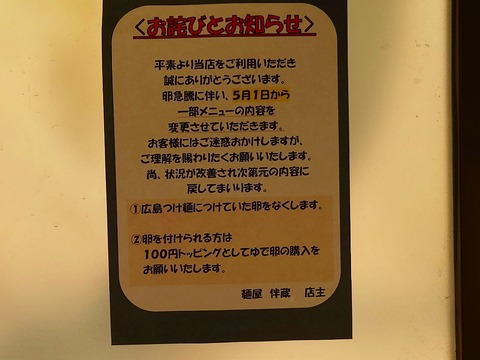 ＜お詫びとお知らせ＞
平素より当店をご利用いただき
誠にありがとうございます。
卵急騰に伴い、5月1日から
一部メニューの内容を
変更させていただきます。
お客様にはご迷惑おかけしますが、
ご理解を賜わりたくお願いいたします。
尚、状況が改善され次第元の内容に
戻してまいります。
①広島つけ麺につけていた卵をなくします。
②卵を付けられる方は
100円トッピングとしてゆで卵の購入を
お願いいたします。
麺屋 伴蔵 店主